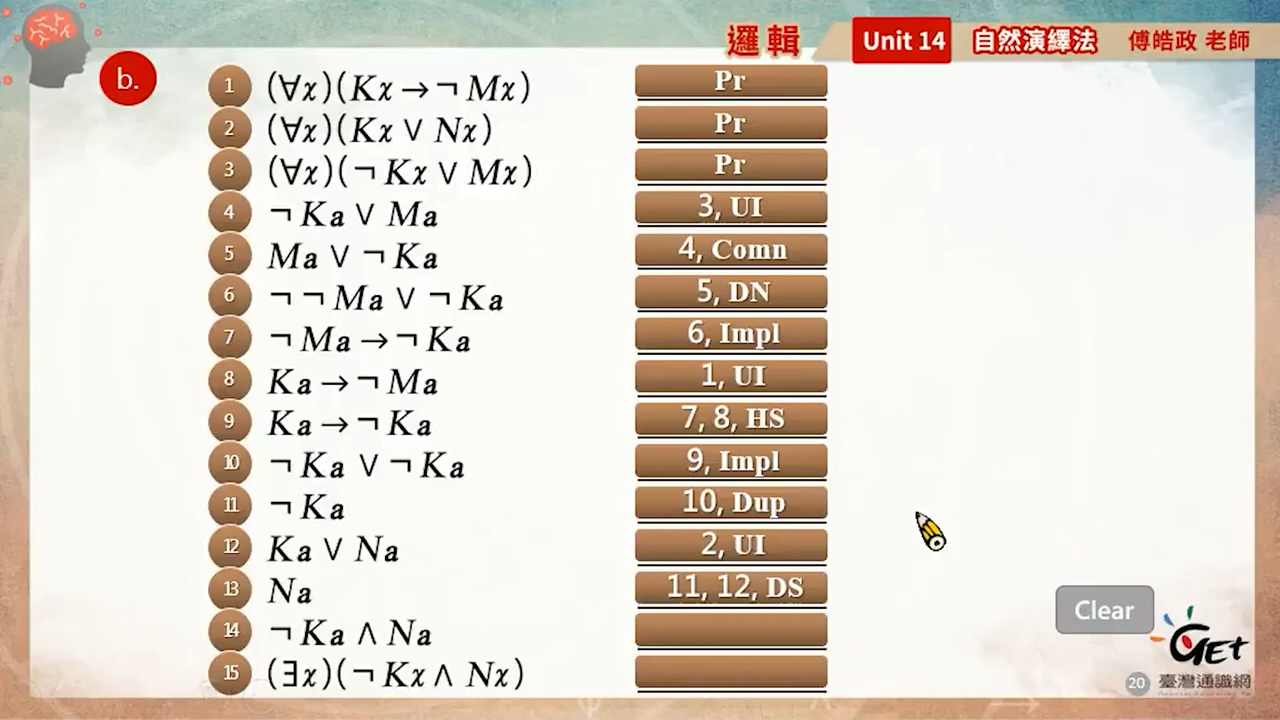 邏輯 Unit 14 自然演繹法 傅皓政 老師
b.
1 (∀x)(Kx → ¬ Mx) Pr
2 (∀x)(Kx ∨ Nx) Pr
3 (∀x)(¬ Kx ∨ Mx) Pr
4 ¬ Ka ∨ Ma 3, UI
5 Ma ∨ ¬ Ka 4, Comn
6 ¬ ¬ Ma ∨ ¬ Ka 5, DN
7 ¬ Ma → ¬ Ka 6, Impl
8 Ka → ¬ Ma 1, UI
9 Ka → ¬ Ka 7, 8, HS
10 ¬ Ka ∨ ¬ Ka 9, Impl
11 ¬ Ka 10, Dup
12 Ka ∨ Na 2, UI
13 Na 11, 12, DS
14 ¬ Ka ∧ Na
15 (∃x)(¬ Kx ∧ Nx)
Clear
GET
20 臺灣通識網